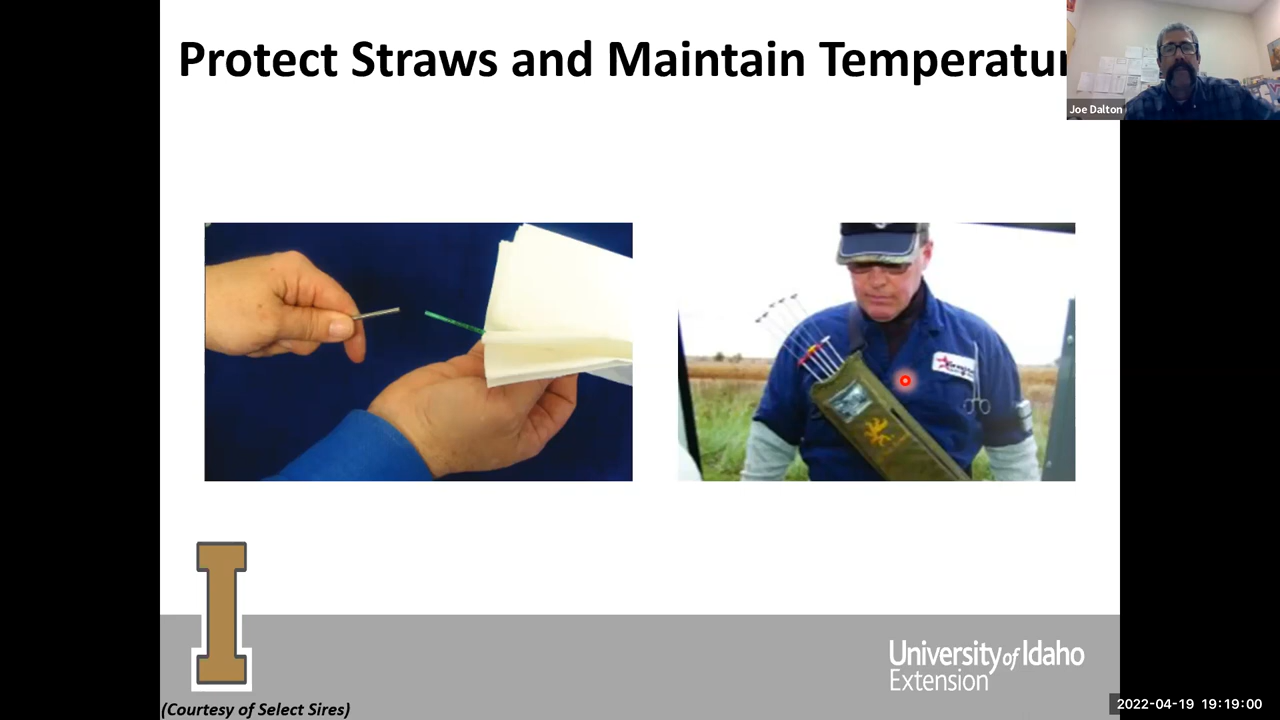 Protect Straws and Maintain Temperatur
Joe Dalton
University of Idaho
Extension
(Courtesy of Select Sires)
2022-04-19 19:19:00